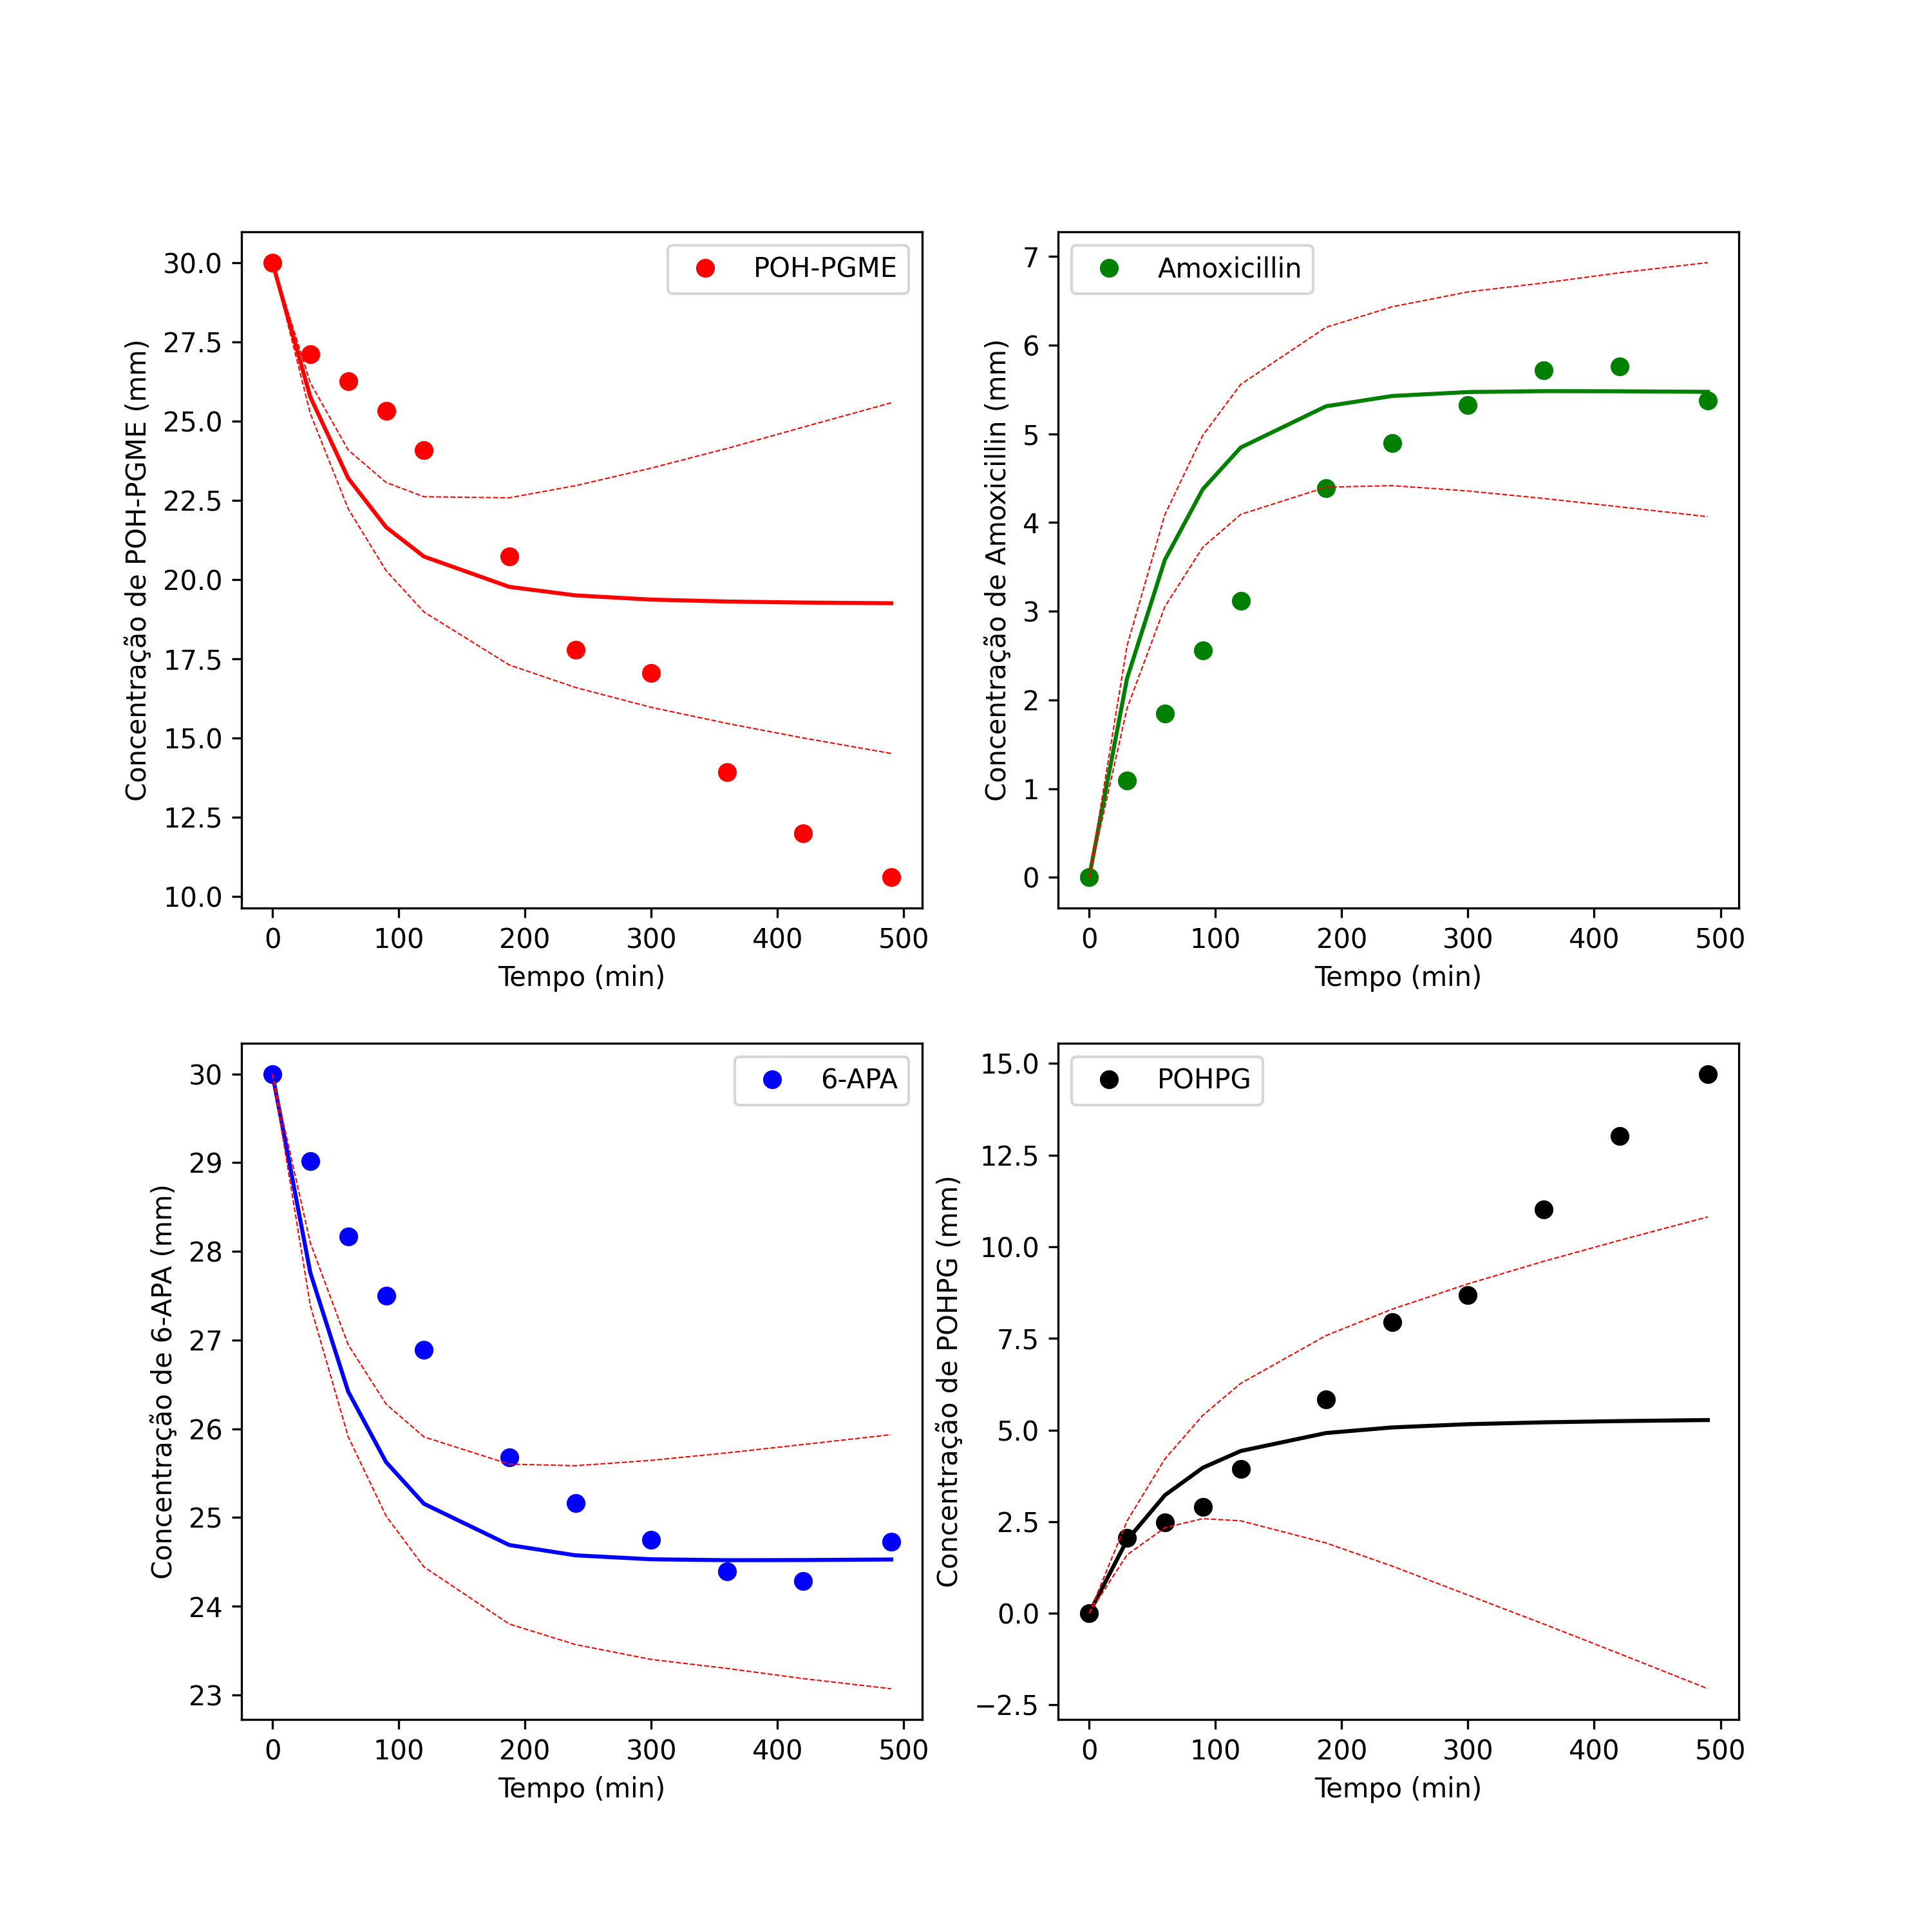 POH-PGME
Concentração de POH-PGME (mm)
30.0
27.5
25.0
22.5
20.0
17.5
15.0
12.5
10.0
0 100 200 300 400 500
Tempo (min)
Amoxicillin
Concentração de Amoxicillin (mm)
7
6
5
4
3
2
1
0
0 100 200 300 400 500
Tempo (min)
6-APA
Concentração de 6-APA (mm)
30
29
28
27
26
25
24
23
0 100 200 300 400 500
Tempo (min)
POHPG
Concentração de POHPG (mm)
15.0
12.5
10.0
7.5
5.0
2.5
0.0
−2.5
0 100 200 300 400 500
Tempo (min)